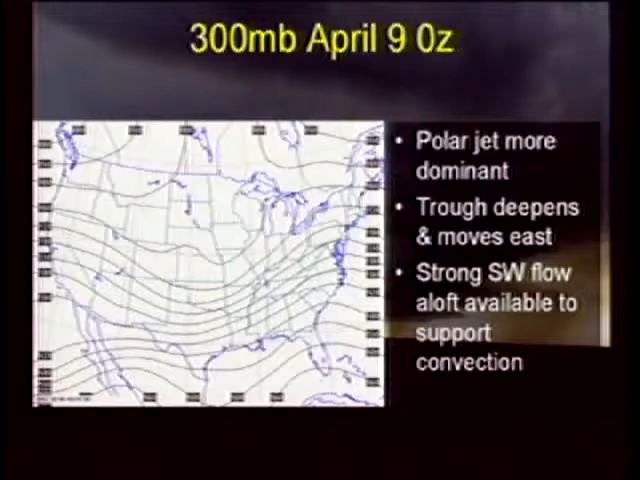 300mb April 9 0z
• Polar jet more
dominant
• Trough deepens
& moves east
• Strong SW flow
aloft available to
support
convection